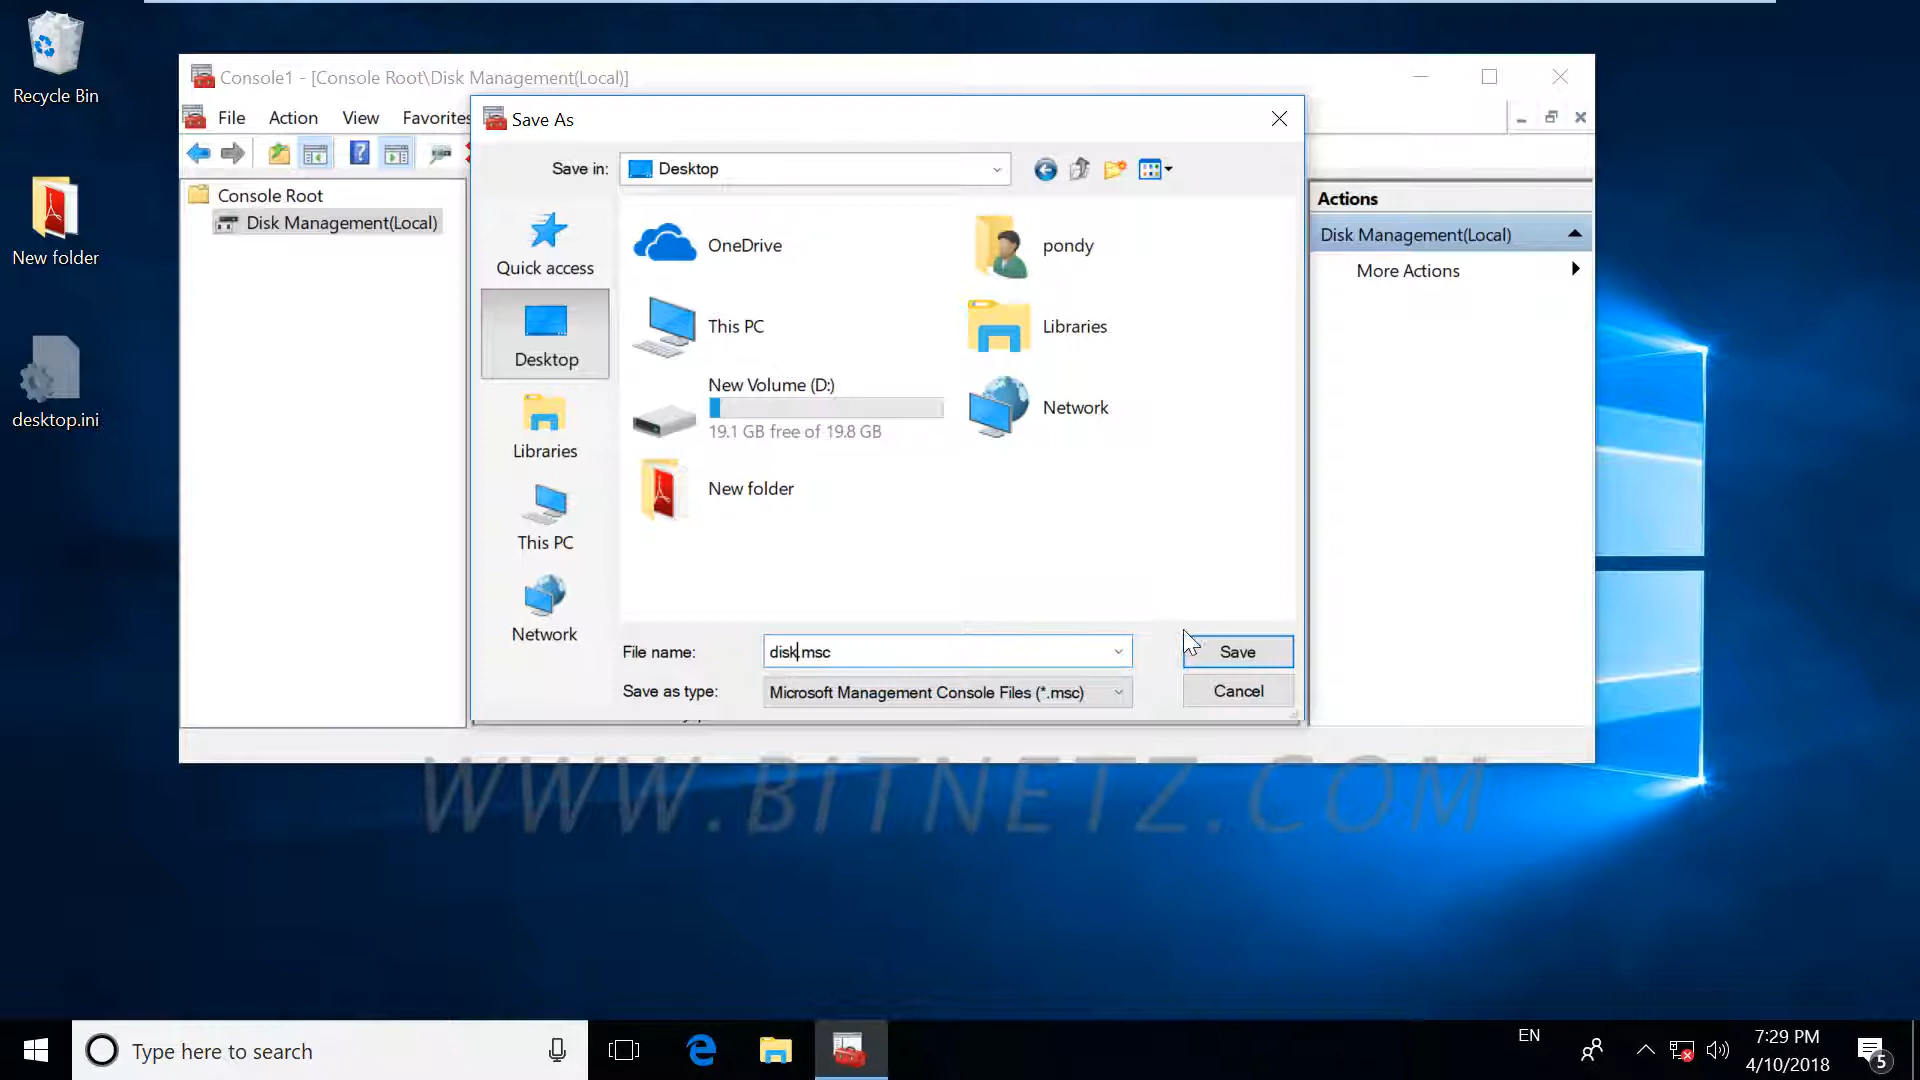 Recycle Bin
New folder
desktop.ini
Console1 - [Console Root\Disk Management(Local)]
File Action View Favorites
Console Root
Disk Management(Local)
Save As
Save in: Desktop
Quick access
Desktop
Libraries
This PC
Network
OneDrive
pondy
This PC
Libraries
New Volume (D:)
19.1 GB free of 19.8 GB
Network
New folder
File name: disk.msc
Save
Save as type: Microsoft Management Console Files (*.msc)
Cancel
Actions
Disk Management(Local)
More Actions
WWW.BITNETZ.COM
Type here to search
EN
7:29 PM
4/10/2018
5